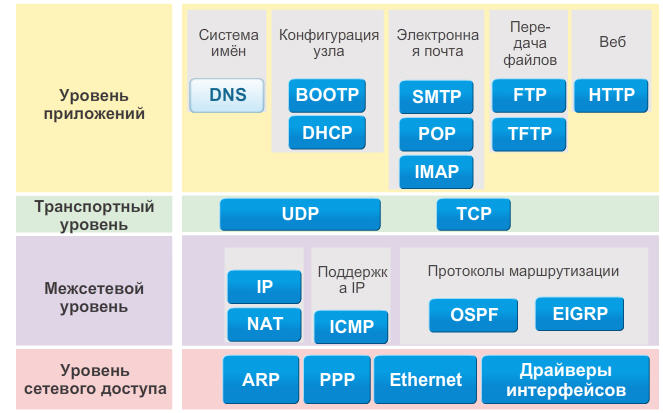 Уровень
приложений
Система
имён
DNS
Конфигурация
узла
BOOTP
DHCP
Электронна
я почта
SMTP
POP
IMAP
Пере-
дача
файлов
FTP
TFTP
Веб
HTTP
Транспортный
уровень
UDP
TCP
Межсетевой
уровень
IP
NAT
Поддержк
а IP
ICMP
Протоколы маршрутизации
OSPF
EIGRP
Уровень
сетевого доступа
ARP
PPP
Ethernet
Драйверы
интерфейсов